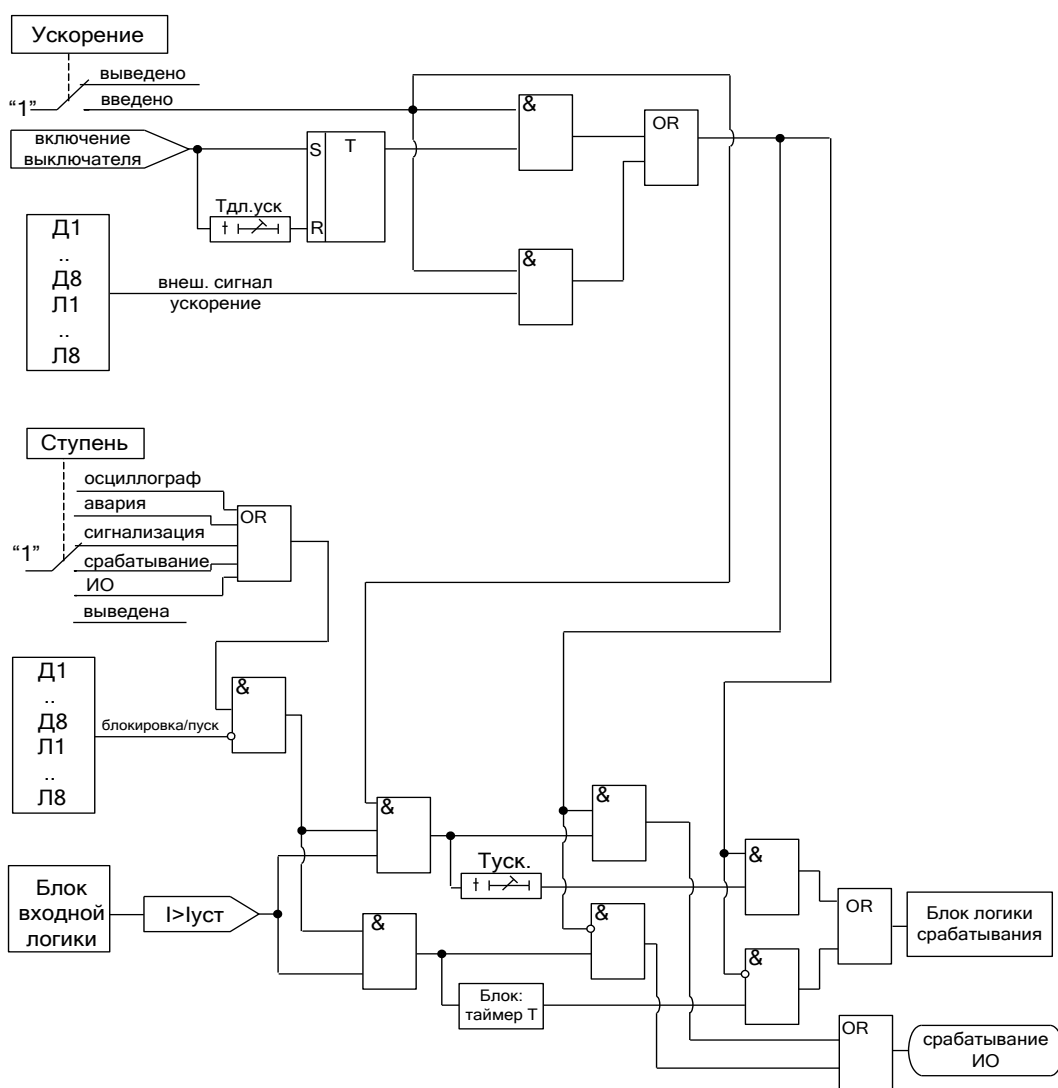 Ускорение
выведено
“1”
введено
&
OR
включение
выключателя
S
T
Тдл.уск
R
Д1
..
Д8
Л1
..
Л8
внеш. сигнал
ускорение
&
Ступень
осциллограф
авария
OR
сигнализация
“1”
срабатывание
ИО
выведена
Д1
..
Д8
Л1
..
Л8
блокировка/пуск
&
&
&
Туск.
&
OR
Блок логики
срабатывания
Блок
входной
логики
I>Iуст
&
&
&
Блок:
таймер Т
OR
срабатывание
ИО